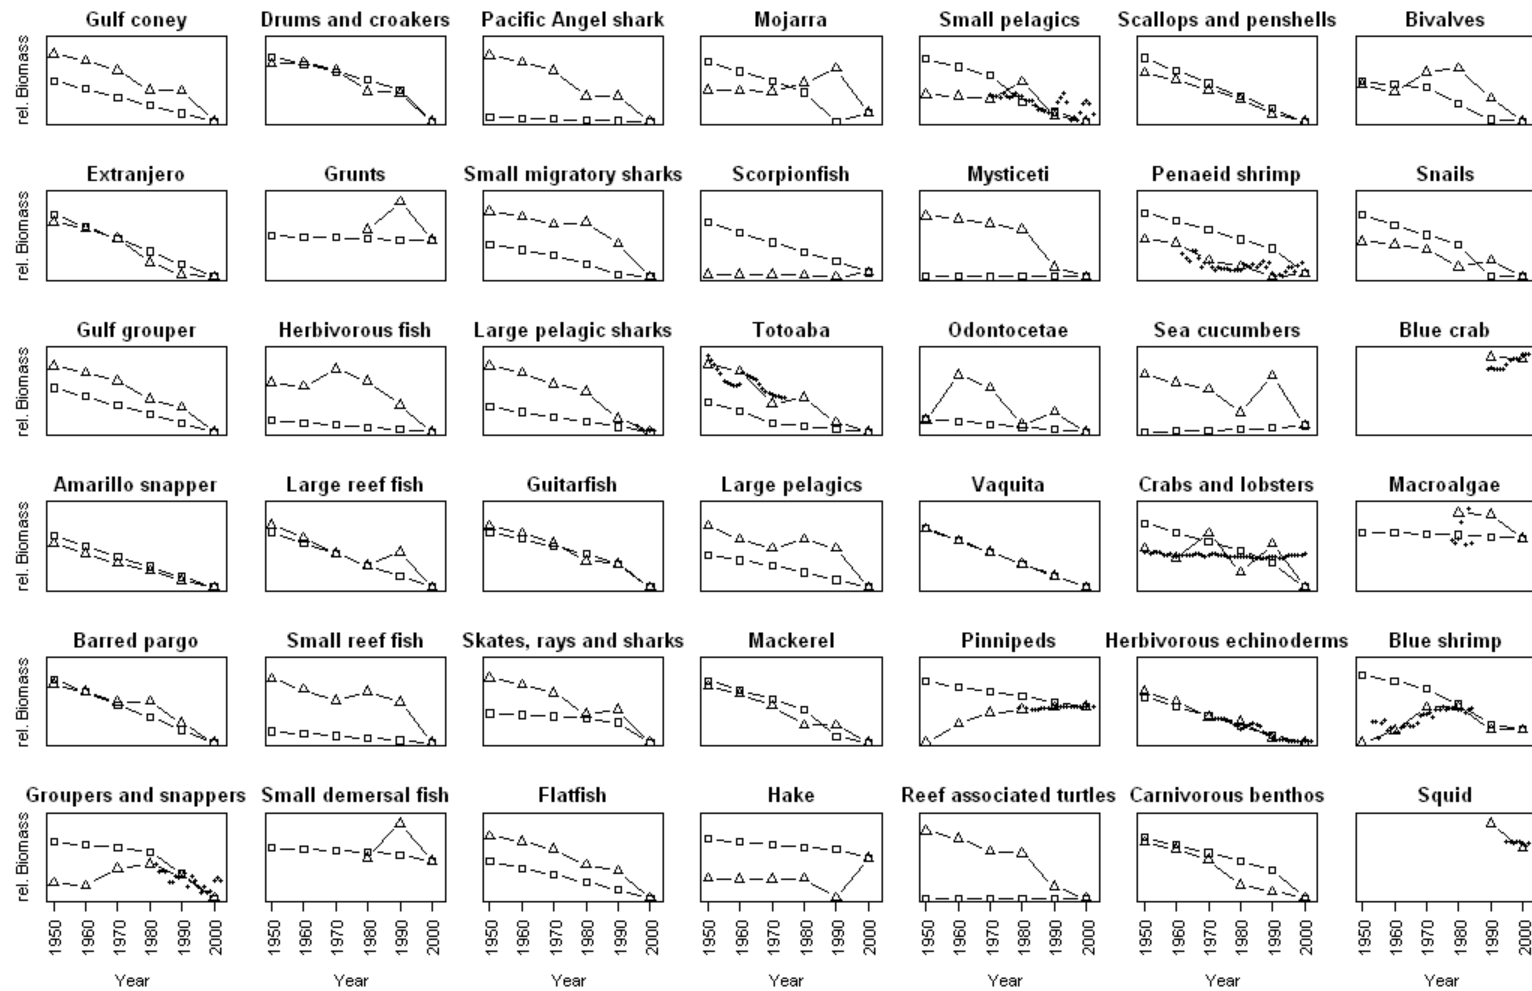 Gulf coney Drums and croakers Pacific Angel shark Mojarra Small pelagics Scallops and penshells Bivalves
rel. Biomass
Extranjero Grunts Small migratory sharks Scorpionfish Mysticeti Penaeid shrimp Snails
rel. Biomass
Gulf grouper Herbivorous fish Large pelagic sharks Totoaba Odontocetae Sea cucumbers Blue crab
rel. Biomass
Amarillo snapper Large reef fish Guitarfish Large pelagics Vaquita Crabs and lobsters Macroalgae
rel. Biomass
Barred pargo Small reef fish Skates, rays and sharks Mackerel Pinnipeds Herbivorous echinoderms Blue shrimp
rel. Biomass
Groupers and snappers Small demersal fish Flatfish Hake Reef associated turtles Carnivorous benthos Squid
rel. Biomass
1950 1960 1970 1980 1990 2000 1950 1960 1970 1980 1990 2000 1950 1960 1970 1980 1990 2000 1950 1960 1970 1980 1990 2000 1950 1960 1970 1980 1990 2000 1950 1960 1970 1980 1990 2000 1950 1960 1970 1980 1990 2000
Year Year Year Year Year Year Year